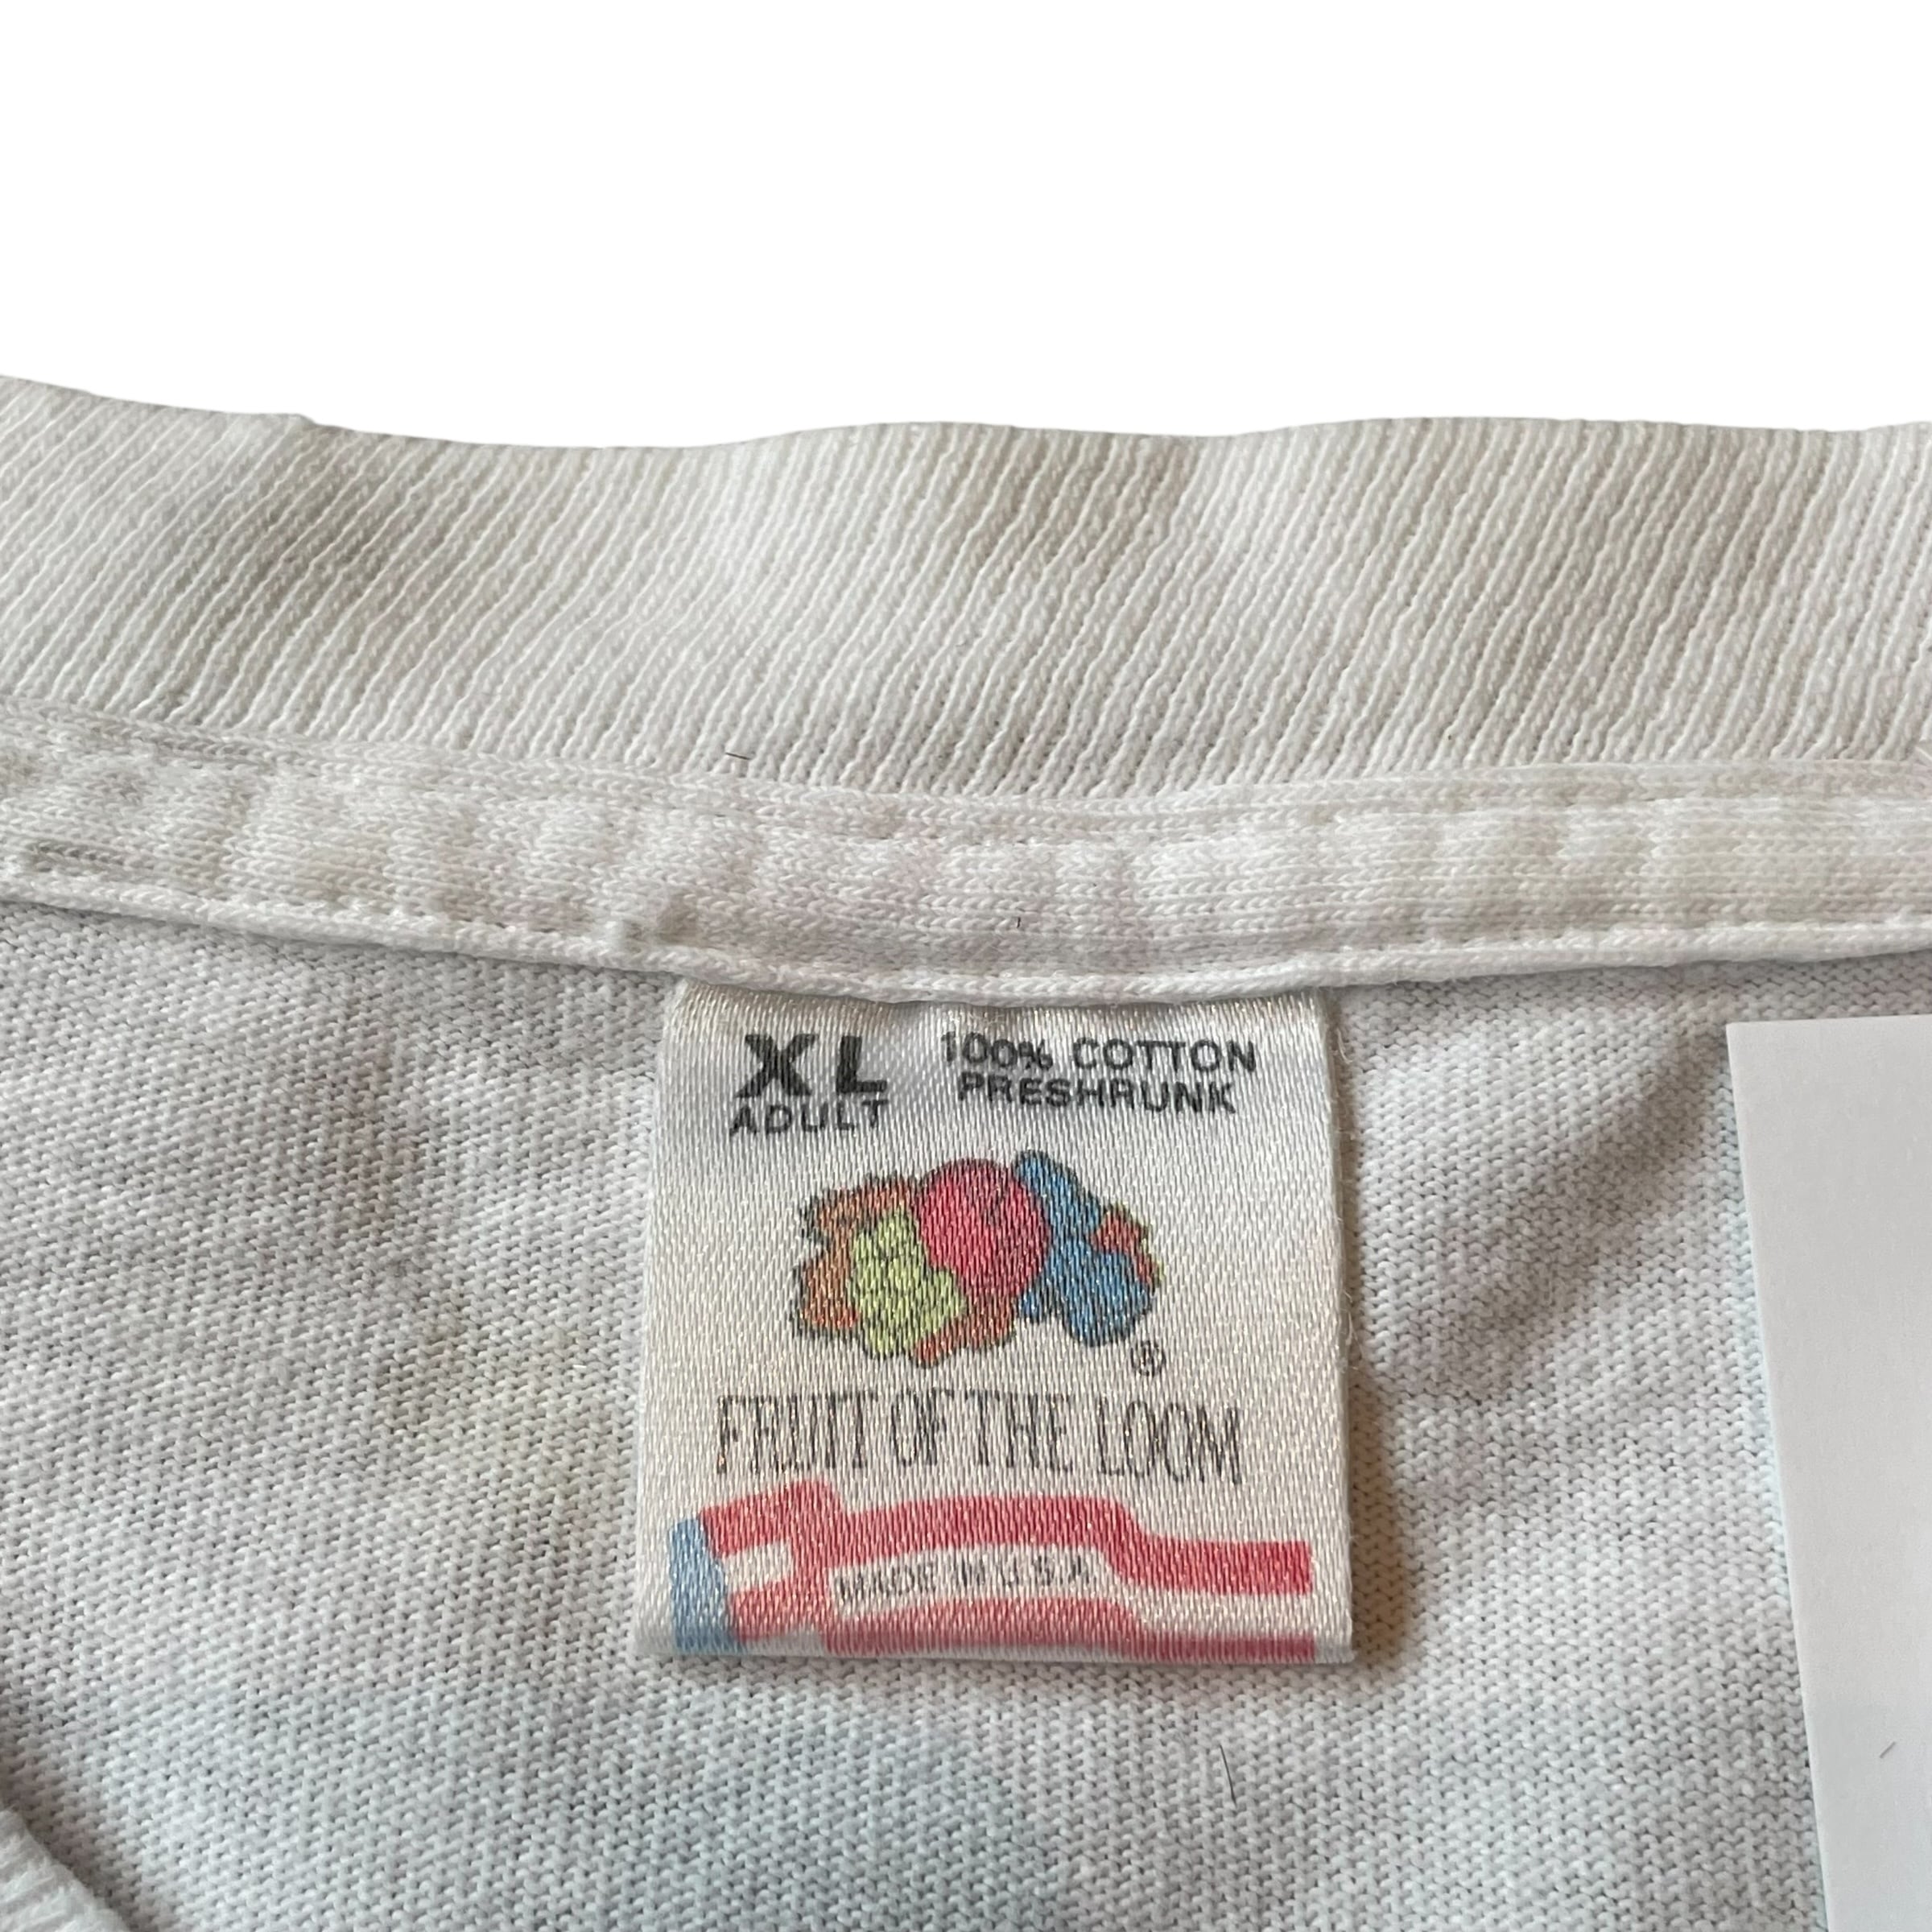 XL
ADULT
100% COTTON
PRESHRUNK
®
FRUIT OF THE LOOM
MADE IN U.S.A.